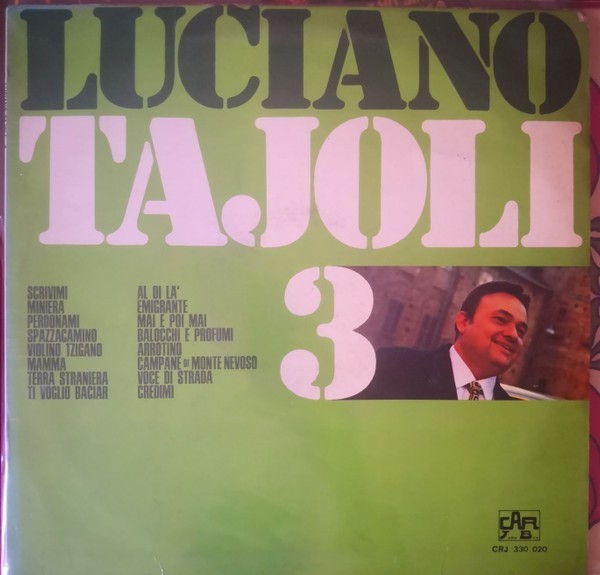 LUCIANO
TAJOLI
3
SCRIVIMI
MINIERA
PERDONAMI
SPAZZACAMINO
VIOLINO TZIGANO
MAMMA
TERRA STRANIERA
TI VOGLIO BACIAR
AL DI LA'
EMIGRANTE
MAI E POI MAI
BALOCCHI E PROFUMI
ARROTINO
CAMPANE DI MONTE NEVOSO
VOCE DI STRADA
CREDIMI
CAR
J B
CRJ 330 020